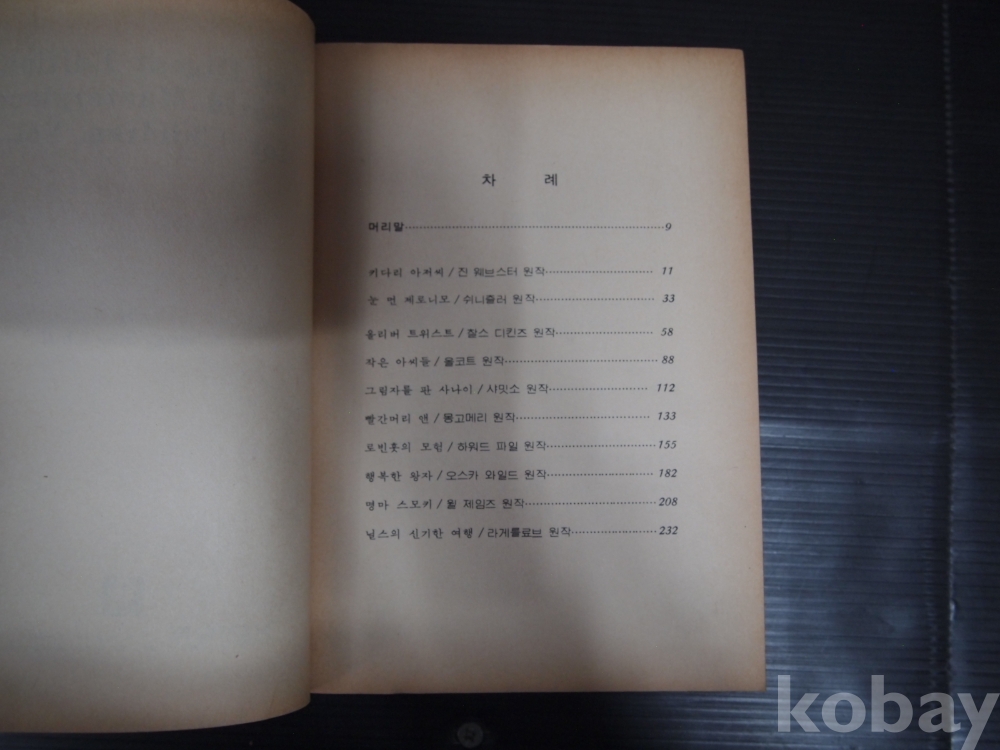 차 례
머리말 9
키다리 아저씨/진 웨브스터 원작 11
눈 먼 제로니모/쉬니츨러 원작 33
올리버 트위스트/찰스 디킨즈 원작 58
작은 아씨들/올코트 원작 88
그림자를 판 사나이/샤밋소 원작 112
빨간머리 앤/몽고메리 원작 133
로빈훗의 모험/하워드 파일 원작 155
행복한 왕자/오스카 와일드 원작 182
명마 스모키/윌 제임즈 원작 208
닐스의 신기한 여행/라게를료브 원작 232
kobay